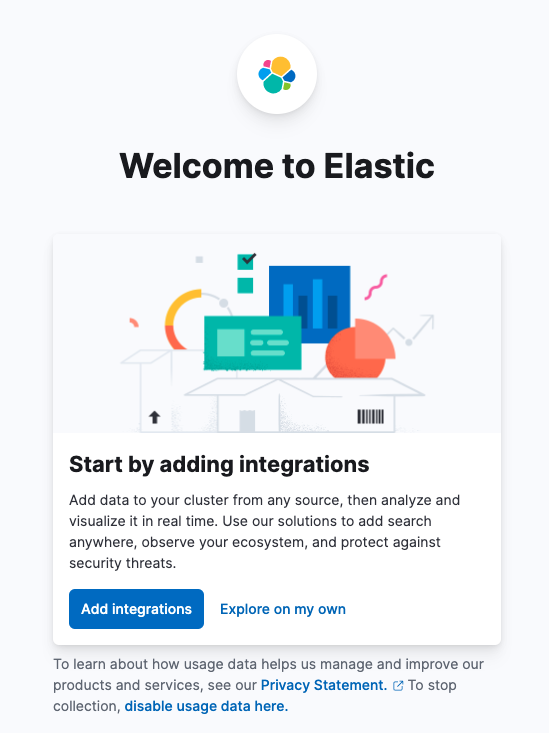 Welcome to Elastic
Start by adding integrations
Add data to your cluster from any source, then analyze and
visualize it in real time. Use our solutions to add search
anywhere, observe your ecosystem, and protect against
security threats.
Add integrations
Explore on my own
To learn about how usage data helps us manage and improve our
products and services, see our Privacy Statement. To stop
collection, disable usage data here.